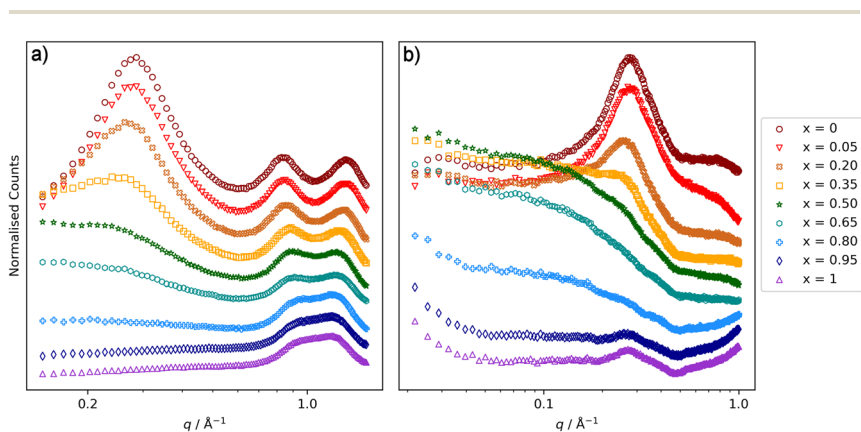 a)
b)
Normalised Counts
0.2
1.0
q / Å⁻¹
0.1
1.0
q / Å⁻¹
x = 0
x = 0.05
x = 0.20
x = 0.35
x = 0.50
x = 0.65
x = 0.80
x = 0.95
x = 1